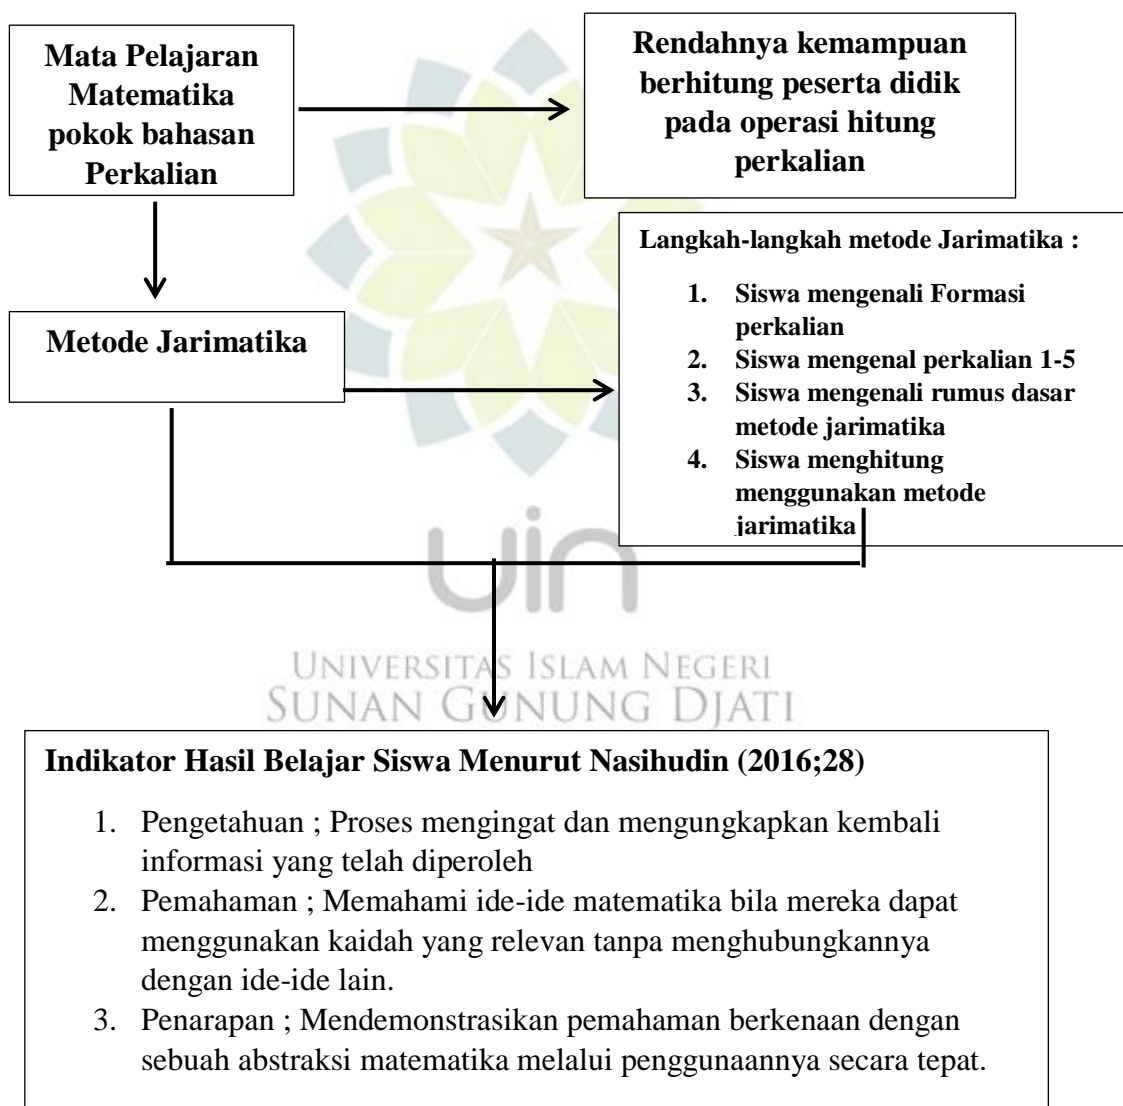 Mata Pelajaran
Matematika
pokok bahasan
Perkalian
Rendahnya kemampuan
berhitung peserta didik
pada operasi hitung
perkalian
Metode Jarimatika
Langkah-langkah metode Jarimatika :
1. Siswa mengenali Formasi
perkalian
2. Siswa mengenal perkalian 1-5
3. Siswa mengenali rumus dasar
metode jarimatika
4. Siswa menghitung
menggunakan metode
jarimatika
uin
UNIVERSITAS ISLAM NEGERI
SUNAN GUNUNG DJATI
Indikator Hasil Belajar Siswa Menurut Nasihudin (2016;28)
1. Pengetahuan ; Proses mengingat dan mengungkapkan kembali
informasi yang telah diperoleh
2. Pemahaman ; Memahami ide-ide matematika bila mereka dapat
menggunakan kaidah yang relevan tanpa menghubungkannya
dengan ide-ide lain.
3. Penarapan ; Mendemonstrasikan pemahaman berkenaan dengan
sebuah abstraksi matematika melalui penggunaannya secara tepat.